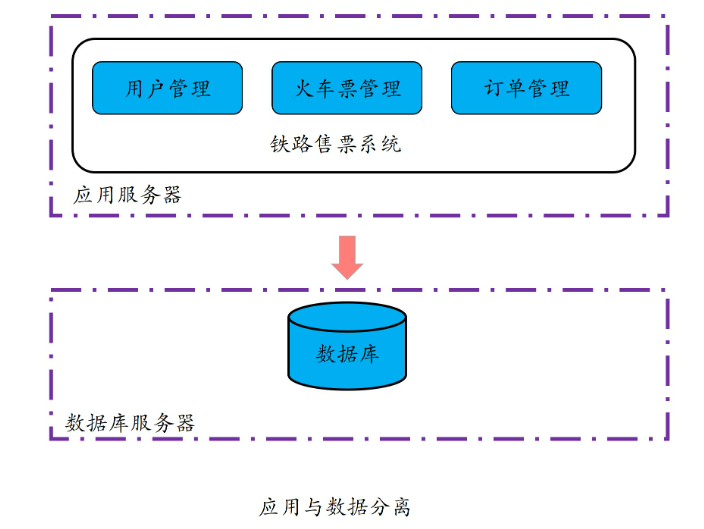 用户管理
火车票管理
订单管理
铁路售票系统
应用服务器
数据库
数据库服务器
应用与数据分离